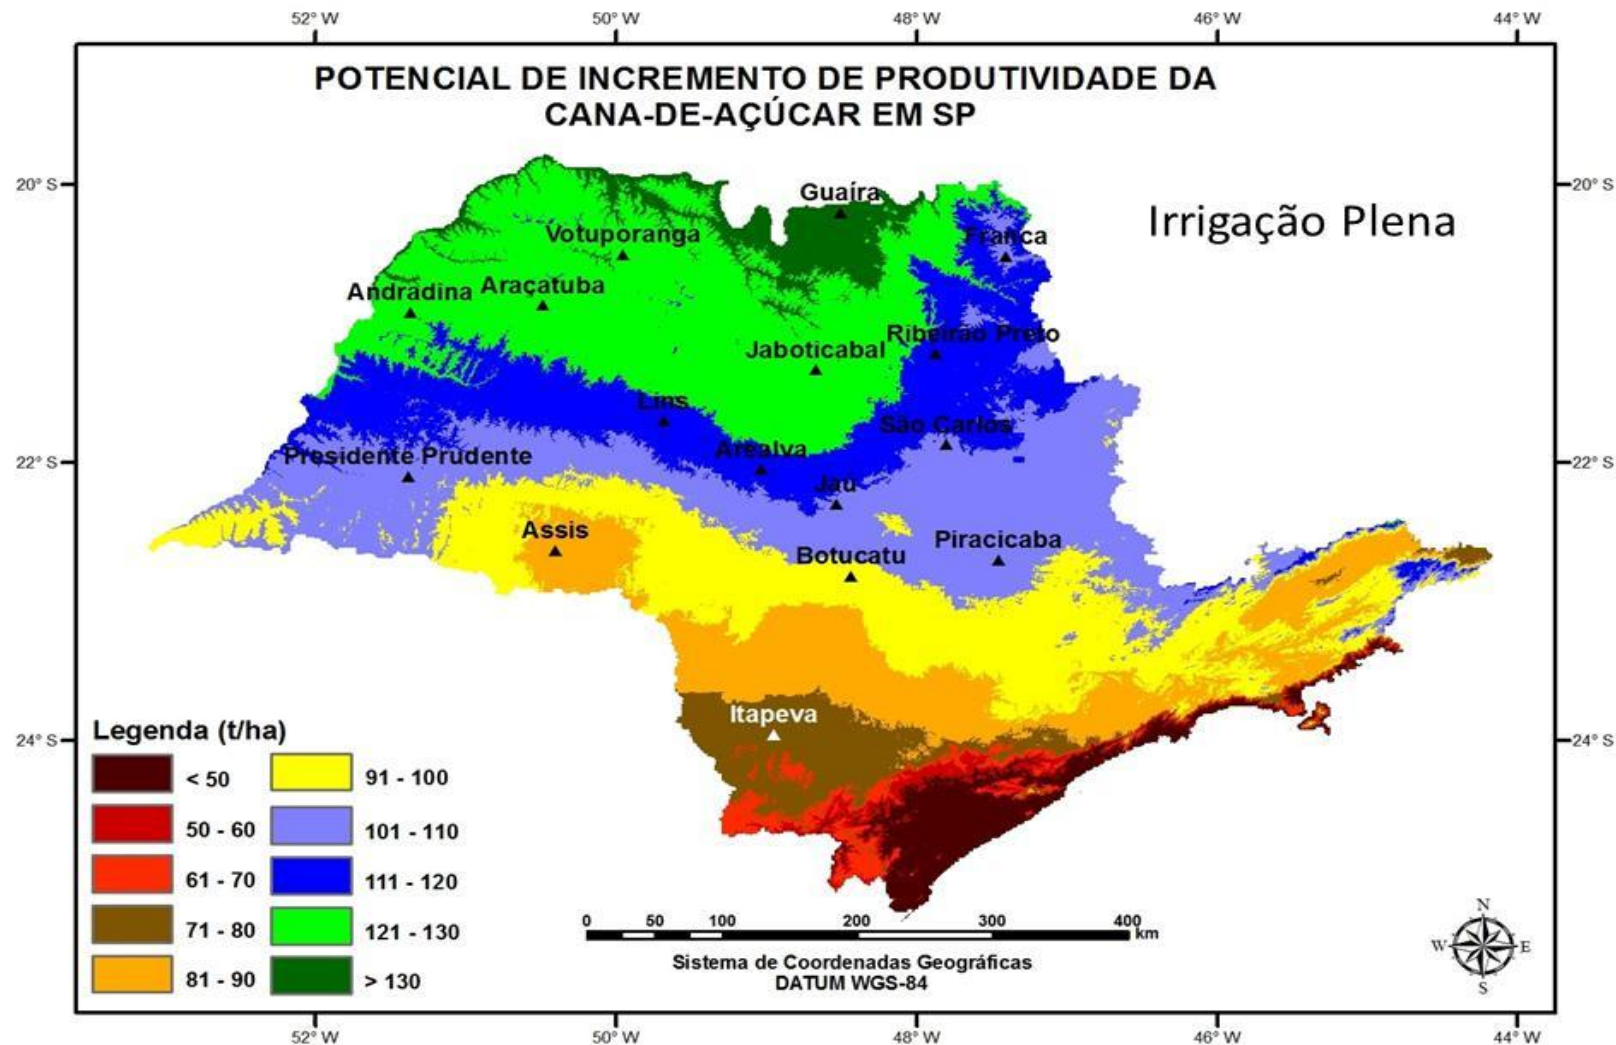 52° W 50° W 48° W 46° W 44° W
POTENCIAL DE INCREMENTO DE PRODUTIVIDADE DA
CANA-DE-AÇÚCAR EM SP
20° S
20° S
Guaíra
Irrigação Plena
Votuporanga
Franca
Andradina
Araçatuba
Ribeirão Preto
Jaboticabal
Lins
São Carlos
Arealva
22° S
22° S
Presidente Prudente
Jaú
Assis
Piracicaba
Botucatu
Itapeva
24° S
24° S
Legenda (t/ha)
< 50
50 - 60
61 - 70
71 - 80
81 - 90
91 - 100
101 - 110
111 - 120
121 - 130
> 130
0 50 100 200 300 400
km
Sistema de Coordenadas Geográficas
DATUM WGS-84
N
W E
S
52° W 50° W 48° W 46° W 44° W